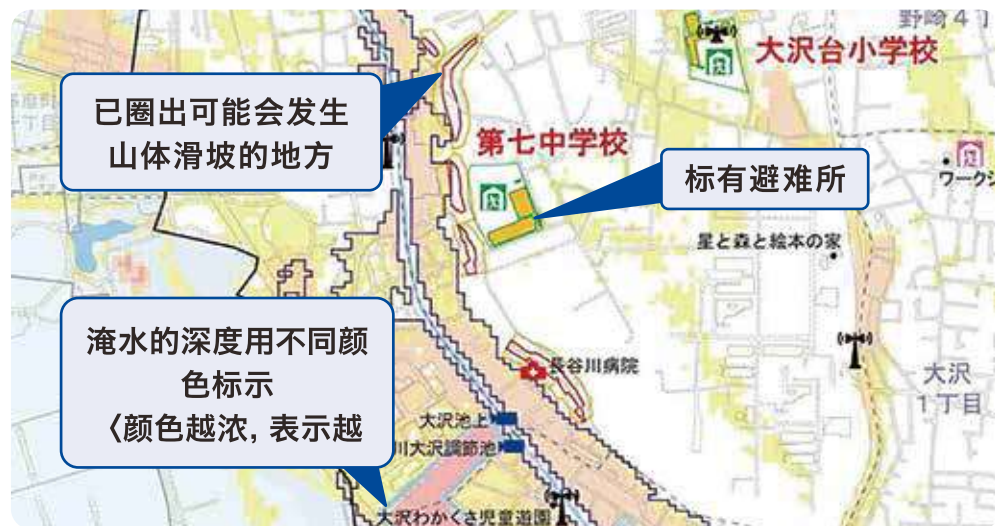 野崎4丁
大沢台小学校
已圈出可能会发生
山体滑坡的地方
第七中学校
标有避难所
ワークシ
星と森と絵本の家
淹水的深度用不同颜
色标示
〈颜色越浓, 表示越
長谷川病院
大沢
1丁目
大沢池上
川大沢調節池
大沢わかくさ児童遊園